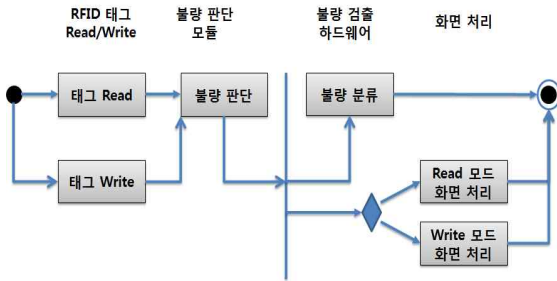 RFID 태그
Read/Write
불량 판단
모듈
불량 검출
하드웨어
화면 처리
태그 Read
불량 판단
불량 분류
태그 Write
Read 모드
화면 처리
Write 모드
화면 처리